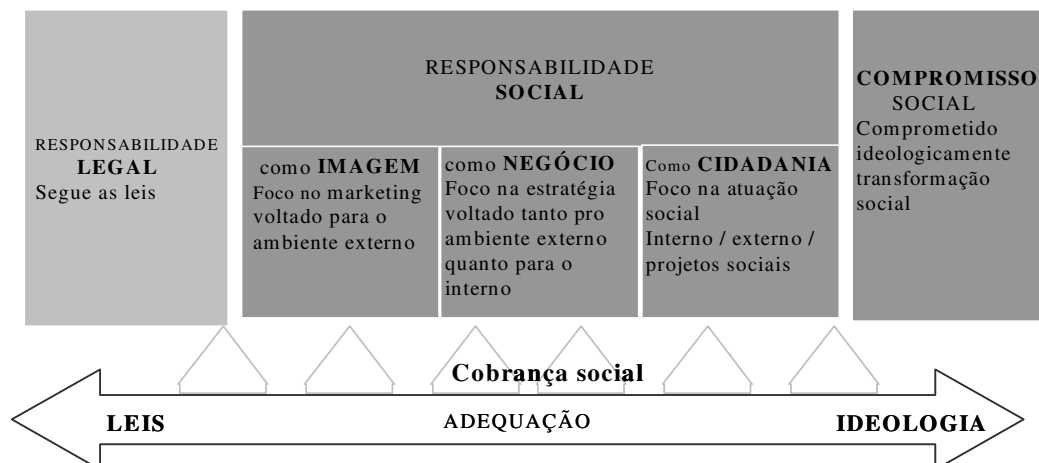 RESPONSABILIDADE
LEGAL
Segue as leis
RESPONSABILIDADE
SOCIAL
como IMAGEM
Foco no marketing
voltado para o
ambiente externo
como NEGÓCIO
Foco na estratégia
voltado tanto pro
ambiente externo
quanto para o
interno
Como CIDADANIA
Foco na atuação
social
Interno / externo /
projetos sociais
COMPROMISSO
SOCIAL
Comprometido
ideologicamente
transformação
social
Cobrança social
LEIS
ADEQUAÇÃO
IDEOLOGIA